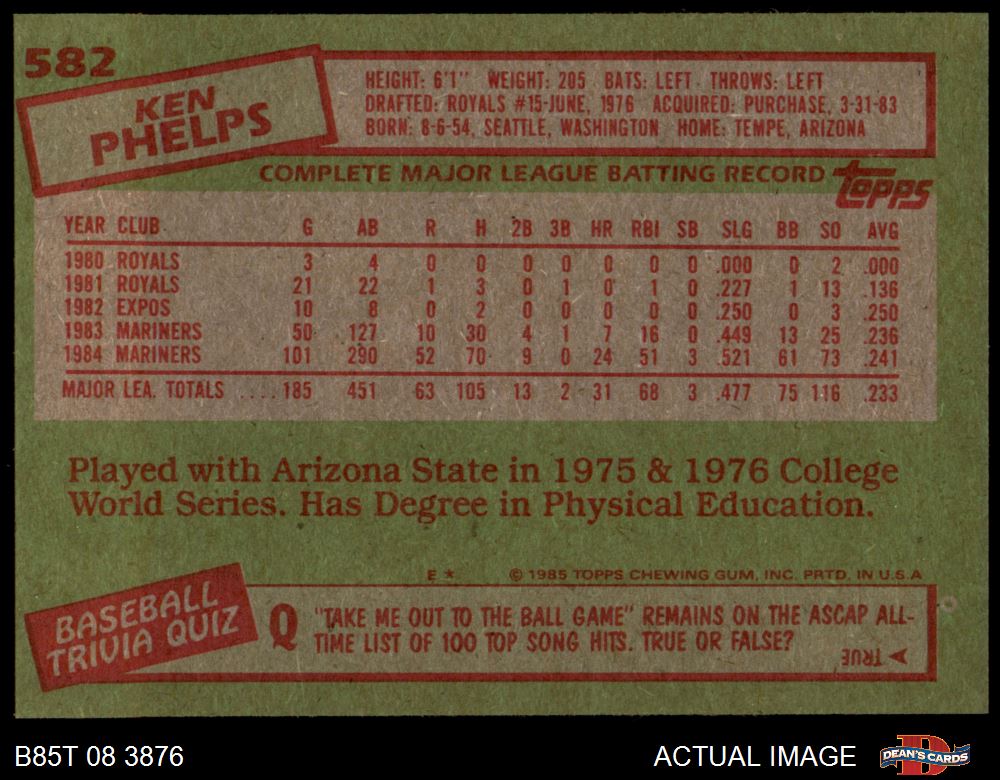 582
KEN
PHELPS
HEIGHT: 6'1" WEIGHT: 205 BATS: LEFT THROWS: LEFT
DRAFTED: ROYALS #15-JUNE, 1976 ACQUIRED: PURCHASE, 3-31-83
BORN: 8-6-54, SEATTLE, WASHINGTON HOME: TEMPE, ARIZONA
COMPLETE MAJOR LEAGUE BATTING RECORD topps
YEAR CLUB G AB R H 2B 3B HR RBI SB SLG BB SO AVG
1980 ROYALS 3 4 0 0 0 0 0 0 0 .000 0 2 .000
1981 ROYALS 21 22 1 3 0 1 0 1 0 .227 1 13 .136
1982 EXPOS 10 8 0 2 0 0 0 0 0 .250 0 3 .250
1983 MARINERS 50 127 10 30 4 1 7 16 0 .449 13 25 .236
1984 MARINERS 101 290 52 70 9 0 24 51 3 .521 61 73 .241
MAJOR LEA. TOTALS .... 185 451 63 105 13 2 31 68 3 .477 75 116 .233
Played with Arizona State in 1975 & 1976 College
World Series. Has Degree in Physical Education.
E * © 1985 TOPPS CHEWING GUM, INC. PRTD. IN U.S.A
BASEBALL
TRIVIA QUIZ
Q "TAKE ME OUT TO THE BALL GAME" REMAINS ON THE ASCAP ALL-
TIME LIST OF 100 TOP SONG HITS. TRUE OR FALSE?
TRUE
B85T 08 3876 ACTUAL IMAGE DEAN'S CARDS